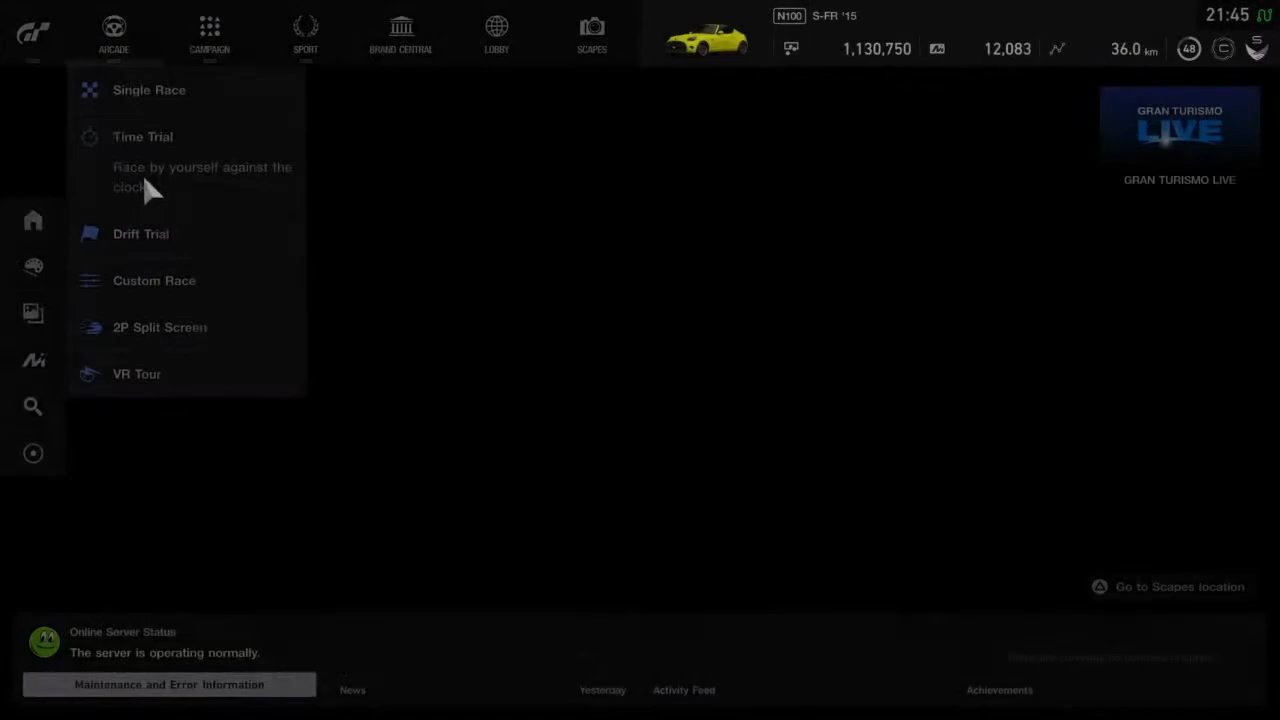 ARCADE
CAMPAIGN
SPORT
BRAND CENTRAL
LOBBY
SCAPES
N100 S-FR '15
1,130,750
12,083
36.0 km
48
C
S
21:45
Single Race
Time Trial
Race by yourself against the
clock
Drift Trial
Custom Race
2P Split Screen
VR Tour
GRAN TURISMO
LIVE
GRAN TURISMO LIVE
Go to Scapes location
Online Server Status
The server is operating normally.
Maintenance and Error Information
News
Yesterday
Activity Feed
Achievements